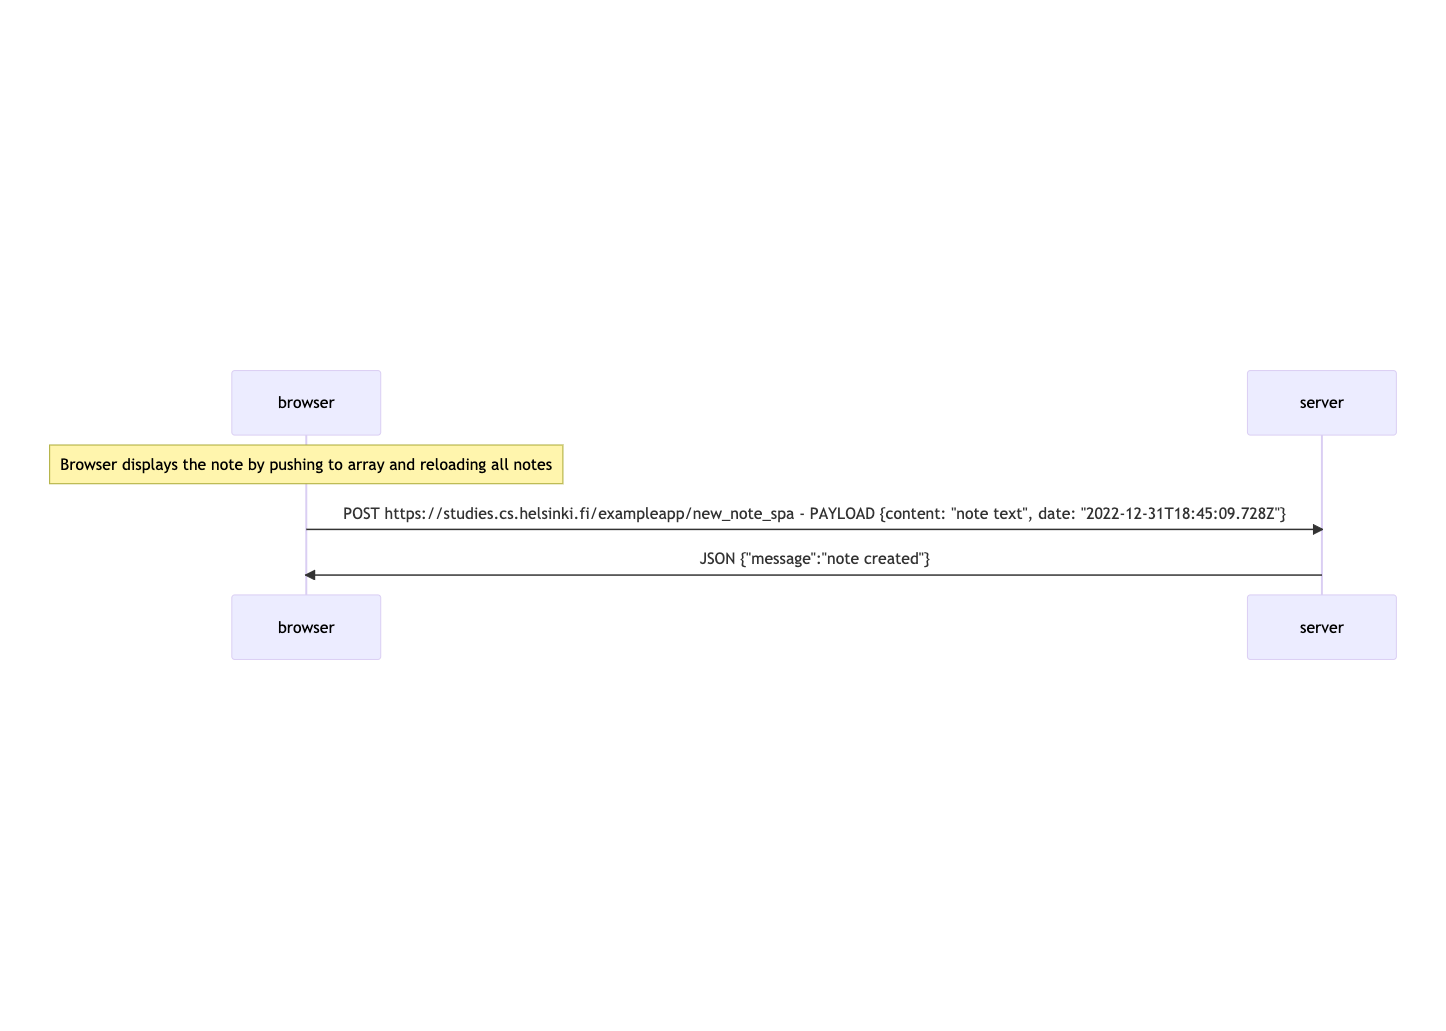 browser
server
Browser displays the note by pushing to array and reloading all notes
POST https://studies.cs.helsinki.fi/exampleapp/new_note_spa - PAYLOAD {content: "note text", date: "2022-12-31T18:45:09.728Z"}
JSON {"message":"note created"}
browser
server